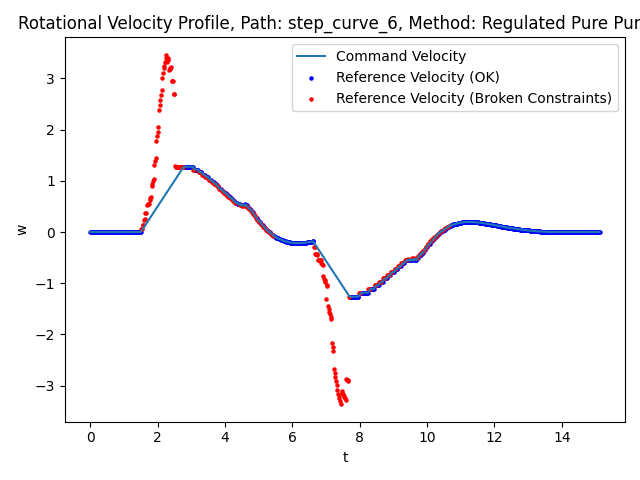 Rotational Velocity Profile, Path: step_curve_6, Method: Regulated Pure Pur
Command Velocity
Reference Velocity (OK)
Reference Velocity (Broken Constraints)
3
2
1
0
−1
−2
−3
w
0
2
4
6
8
10
12
14
t